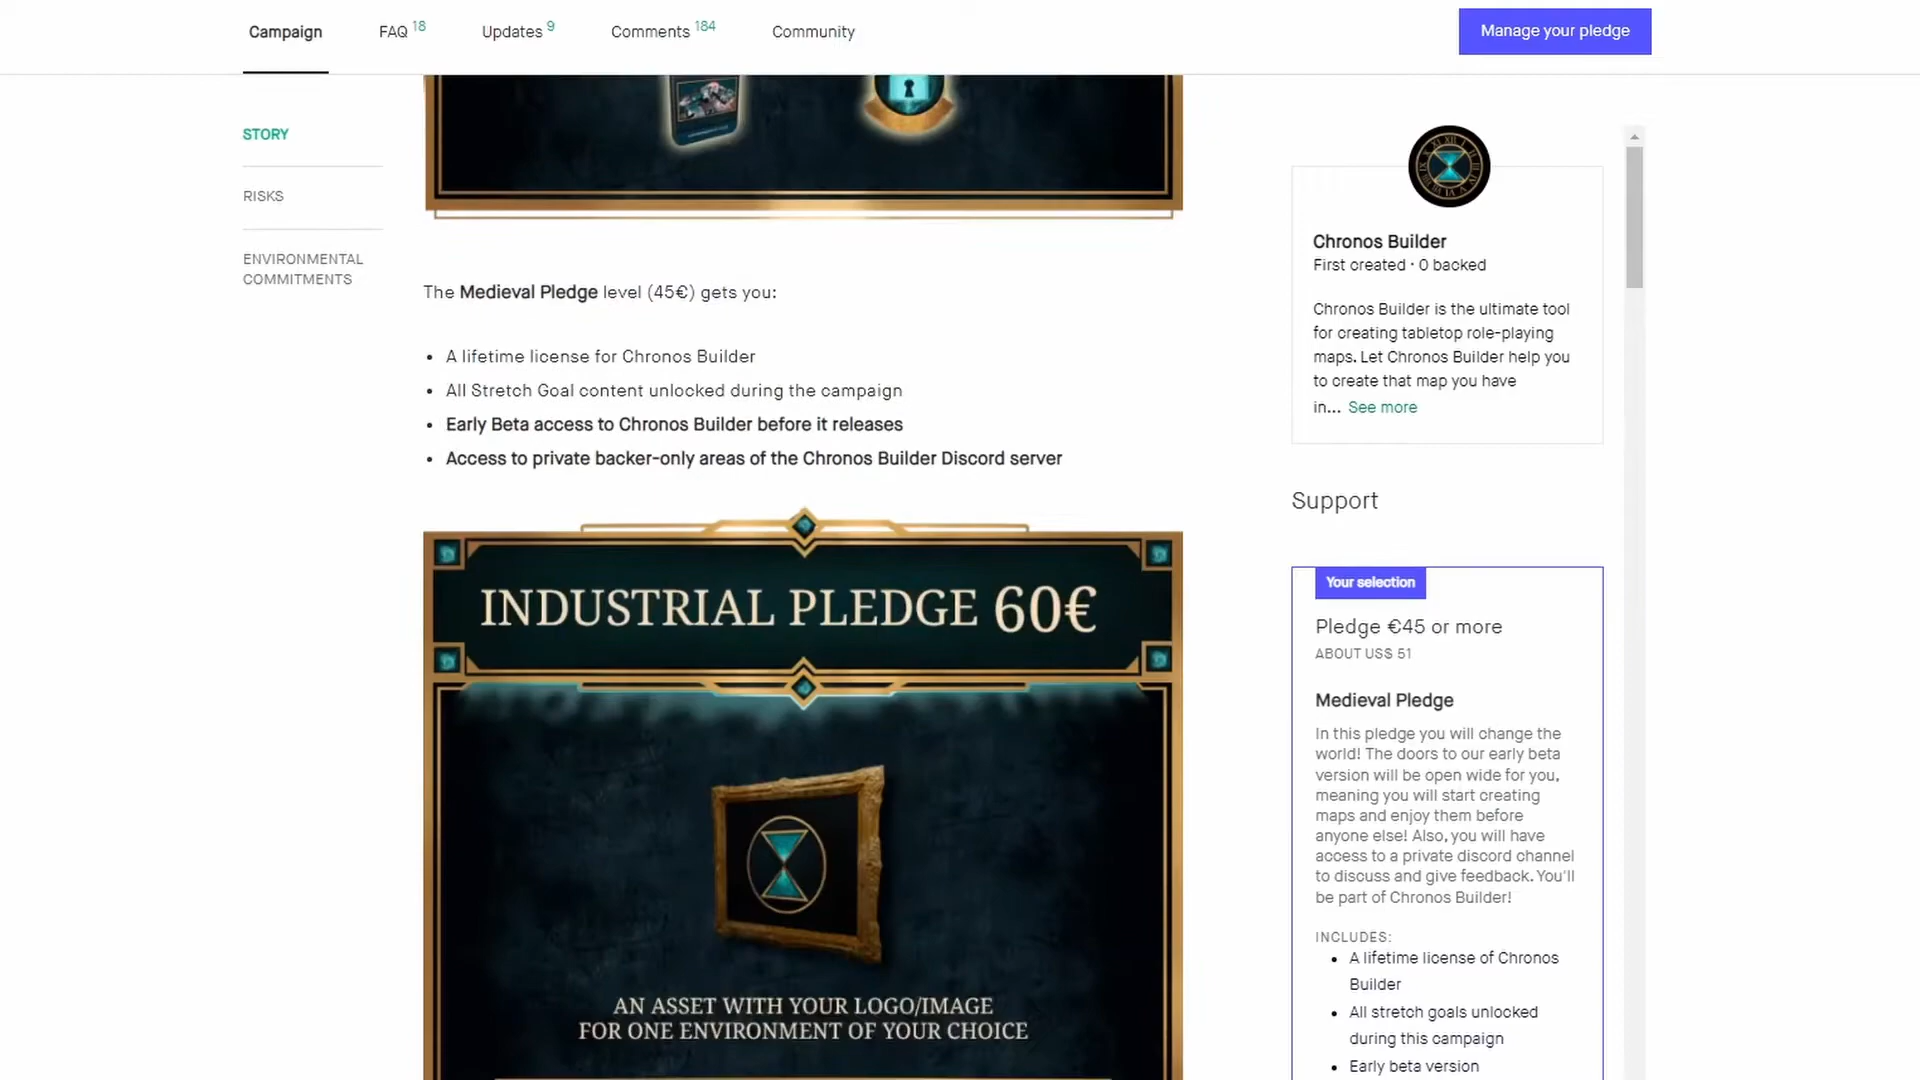 Campaign
FAQ 18
Updates 9
Comments 184
Community
Manage your pledge
STORY
RISKS
ENVIRONMENTAL
COMMITMENTS
The Medieval Pledge level (45€) gets you:
• A lifetime license for Chronos Builder
• All Stretch Goal content unlocked during the campaign
• Early Beta access to Chronos Builder before it releases
• Access to private backer-only areas of the Chronos Builder Discord server
INDUSTRIAL PLEDGE 60€
AN ASSET WITH YOUR LOGO/IMAGE
FOR ONE ENVIRONMENT OF YOUR CHOICE
Chronos Builder
First created · 0 backed
Chronos Builder is the ultimate tool
for creating tabletop role-playing
maps. Let Chronos Builder help you
to create that map you have
in... See more
Support
Your selection
Pledge €45 or more
ABOUT US$ 51
Medieval Pledge
In this pledge you will change the
world! The doors to our early beta
version will be open wide for you,
meaning you will start creating
maps and enjoy them before
anyone else! Also, you will have
access to a private discord channel
to discuss and give feedback. You'll
be part of Chronos Builder!
INCLUDES:
• A lifetime license of Chronos
Builder
• All stretch goals unlocked
during this campaign
• Early beta version